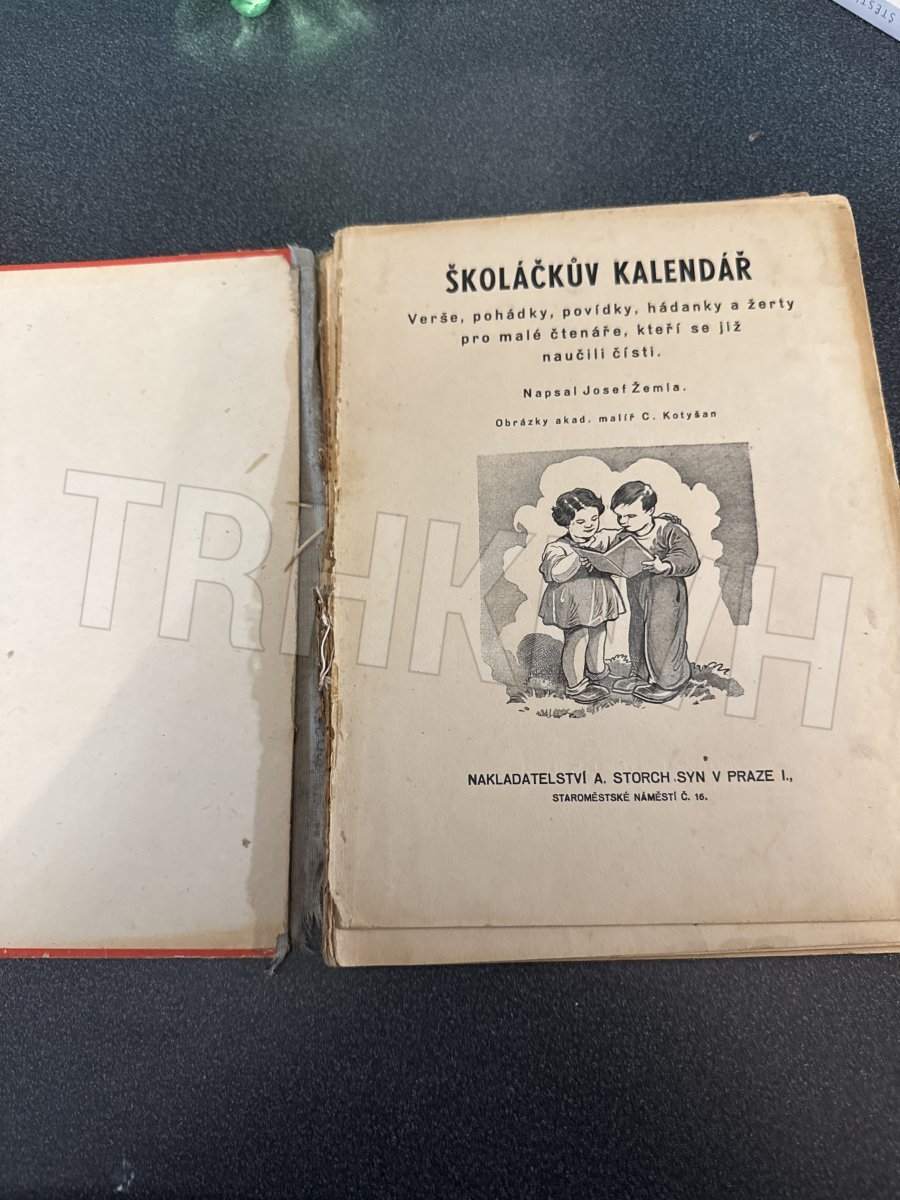 ŠKOLÁČKŮV KALENDÁŘ
Verše, pohádky, povídky, hádanky a žerty
pro malé čtenáře, kteří se již
naučili čísti.
Napsal Josef Žemla.
Obrázky akad. malíř C. Kotyšan
NAKLADATELSTVÍ A. STORCH SYN V PRAZE I.,
STAROMĚSTSKÉ NÁMĚSTÍ Č. 16.